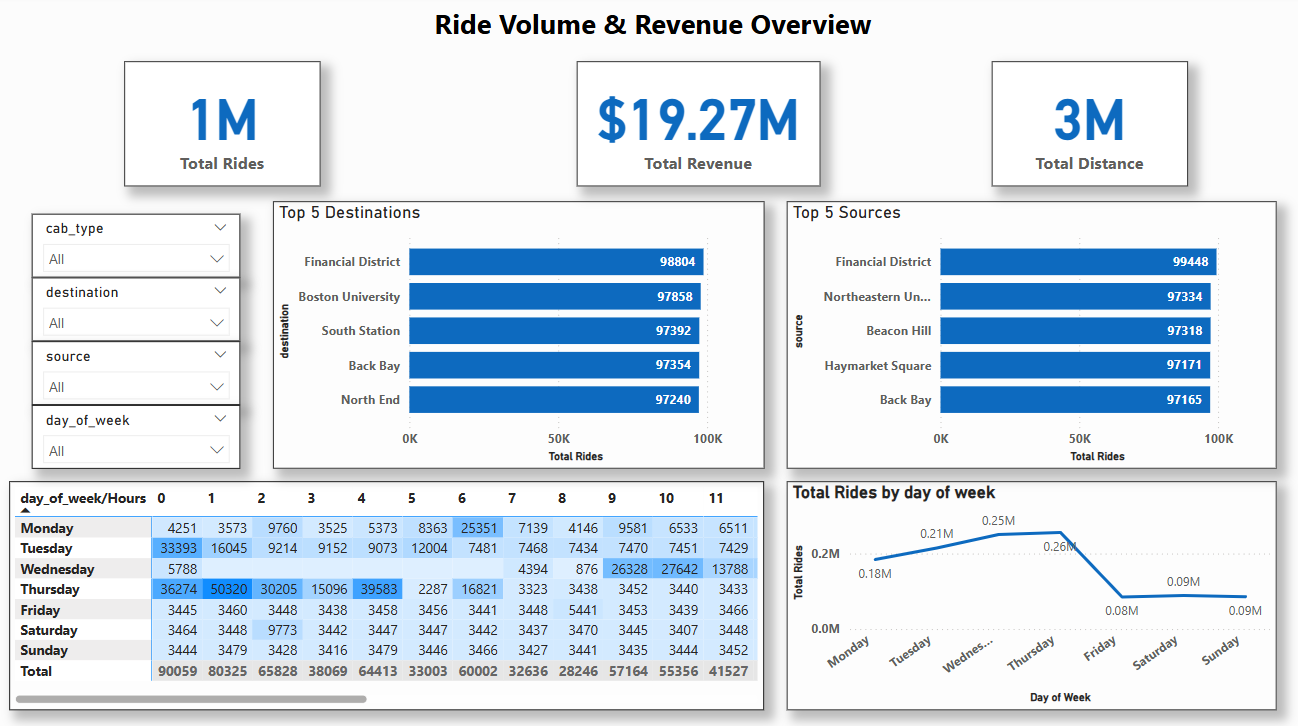 Ride Volume & Revenue Overview
1M
Total Rides
$19.27M
Total Revenue
3M
Total Distance
cab_type
All
destination
All
source
All
day_of_week
All
Top 5 Destinations
destination
Financial District 98804
Boston University 97858
South Station 97392
Back Bay 97354
North End 97240
0K 50K 100K
Total Rides
Top 5 Sources
source
Financial District 99448
Northeastern Un... 97334
Beacon Hill 97318
Haymarket Square 97171
Back Bay 97165
0K 50K 100K
Total Rides
day_of_week/Hours 0 1 2 3 4 5 6 7 8 9 10 11
Monday 4251 3573 9760 3525 5373 8363 25351 7139 4146 9581 6533 6511
Tuesday 33393 16045 9214 9152 9073 12004 7481 7468 7434 7470 7451 7429
Wednesday 5788 4394 876 26328 27642 13788
Thursday 36274 50320 30205 15096 39583 2287 16821 3323 3438 3452 3440 3433
Friday 3445 3460 3448 3438 3458 3456 3441 3448 5441 3453 3439 3466
Saturday 3464 3448 9773 3442 3447 3447 3442 3437 3470 3445 3407 3448
Sunday 3444 3479 3428 3416 3479 3446 3466 3427 3441 3435 3444 3452
Total 90059 80325 65828 38069 64413 33003 60002 32636 28246 57164 55356 41527
Total Rides by day of week
Total Rides
0.2M
0.0M
0.18M
0.21M
0.25M
0.26M
0.08M
0.09M
0.09M
Monday Tuesday Wednes... Thursday Friday Saturday Sunday
Day of Week